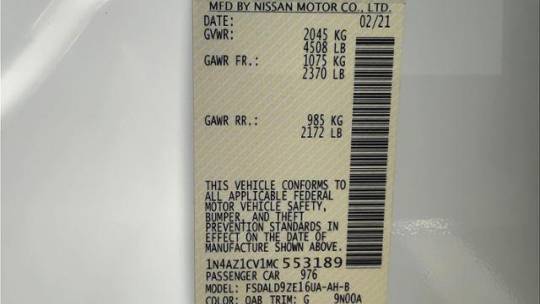 MFD BY NISSAN MOTOR CO., LTD.
DATE: 02/21
GVWR: 2045 KG
4508 LB
GAWR FR.: 1075 KG
2370 LB
GAWR RR.: 985 KG
2172 LB
THIS VEHICLE CONFORMS TO
ALL APPLICABLE FEDERAL
MOTOR VEHICLE SAFETY,
BUMPER, AND THEFT
PREVENTION STANDARDS IN
EFFECT ON THE DATE OF
MANUFACTURE SHOWN ABOVE.
1N4AZ1CV1MC 553189
PASSENGER CAR 976
MODEL: FSDALD9ZE16UA-AH-B
COLOR: QAB TRIM: G 9N00A